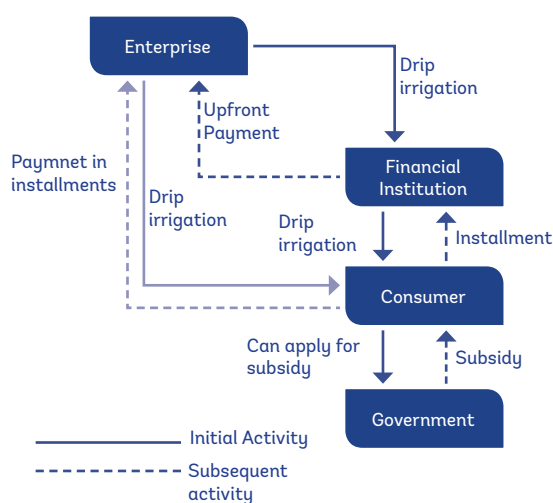 Enterprise
Drip
irrigation
Upfront
Payment
Paymnet in
installments
Financial
Institution
Drip
irrigation
Drip
irrigation
Installment
Consumer
Can apply for
subsidy
Subsidy
Government
Initial Activity
Subsequent
activity